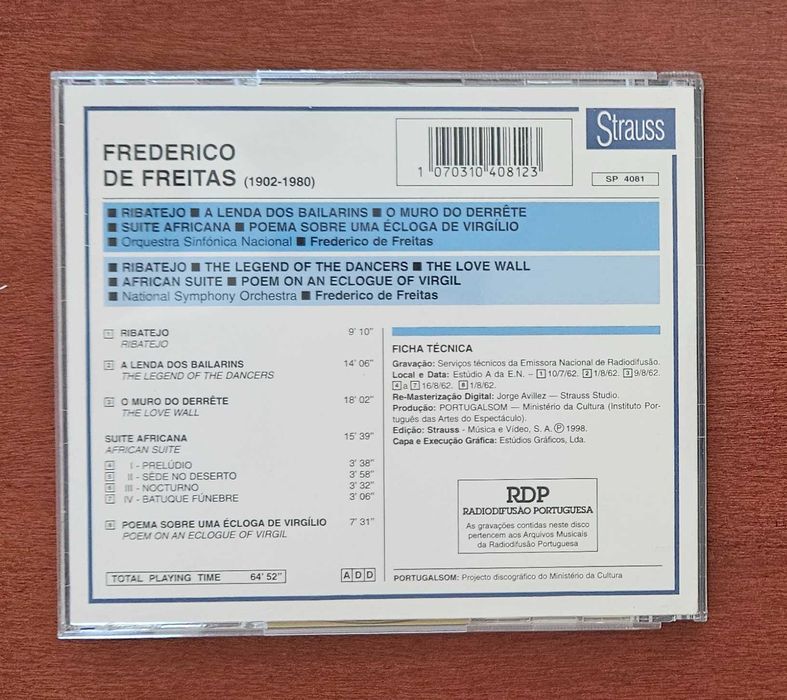 FREDERICO
DE FREITAS (1902-1980)
1 070310 408123
Strauss
SP 4081
■ RIBATEJO ■ A LENDA DOS BAILARINS ■ O MURO DO DERRÊTE
■ SUITE AFRICANA ■ POEMA SOBRE UMA ÉCLOGA DE VIRGÍLIO
■ Orquestra Sinfónica Nacional ■ Frederico de Freitas
■ RIBATEJO ■ THE LEGEND OF THE DANCERS ■ THE LOVE WALL
■ AFRICAN SUITE ■ POEM ON AN ECLOGUE OF VIRGIL
■ National Symphony Orchestra ■ Frederico de Freitas
1 RIBATEJO 9' 10"
RIBATEJO
2 A LENDA DOS BAILARINS 14' 06"
THE LEGEND OF THE DANCERS
3 O MURO DO DERRÊTE 18' 02"
THE LOVE WALL
SUITE AFRICANA 15' 39"
AFRICAN SUITE
4 I - PRELÚDIO 3' 38"
5 II - SÊDE NO DESERTO 3' 58"
6 III - NOCTURNO 3' 32"
7 IV - BATUQUE FÚNEBRE 3' 06"
8 POEMA SOBRE UMA ÉCLOGA DE VIRGÍLIO 7' 31"
POEM ON AN ECLOGUE OF VIRGIL
TOTAL PLAYING TIME 64' 52"
ADD
FICHA TÉCNICA
Gravação: Serviços técnicos da Emissora Nacional de Radiodifusão.
Local e Data: Estúdio A da E.N. – 1 10/7/62. 2 1/8/62. 3 9/8/62.
4 a 7 16/8/62. 8 1/8/62.
Re-Masterização Digital: Jorge Avillez — Strauss Studio.
Produção: PORTUGALSOM — Ministério da Cultura (Instituto Por-
tuguês das Artes do Espectáculo).
Edição: Strauss - Música e Vídeo, S. A. Ⓟ 1998.
Capa e Execução Gráfica: Estúdios Gráficos, Lda.
RDP
RADIODIFUSÃO PORTUGUESA
As gravações contidas neste disco
pertencem aos Arquivos Musicais
da Radiodifusão Portuguesa
PORTUGALSOM: Projecto discográfico do Ministério da Cultura